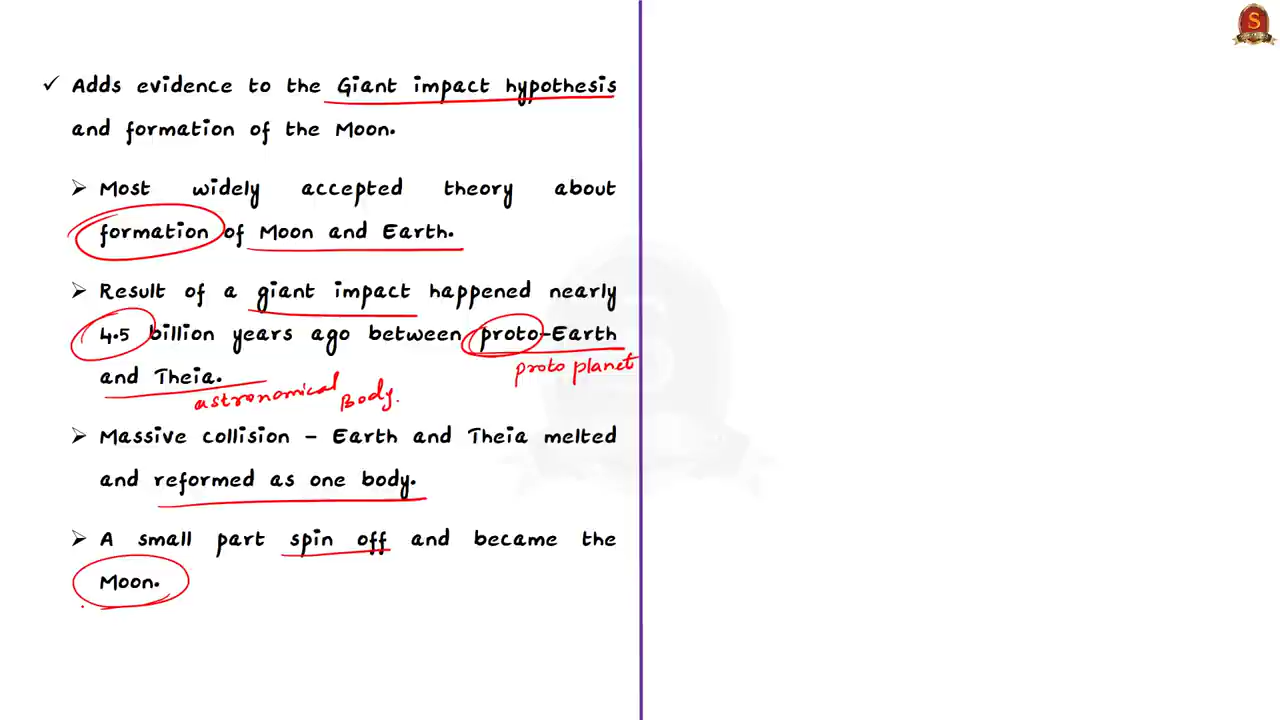 ✓ Adds evidence to the Giant impact hypothesis
and formation of the Moon.
➢ Most widely accepted theory about
formation of Moon and Earth.
➢ Result of a giant impact happened nearly
4.5 billion years ago between proto-Earth
proto planet
and Theia.
astronomical Body.
➢ Massive collision – Earth and Theia melted
and reformed as one body.
➢ A small part spin off and became the
Moon.
S